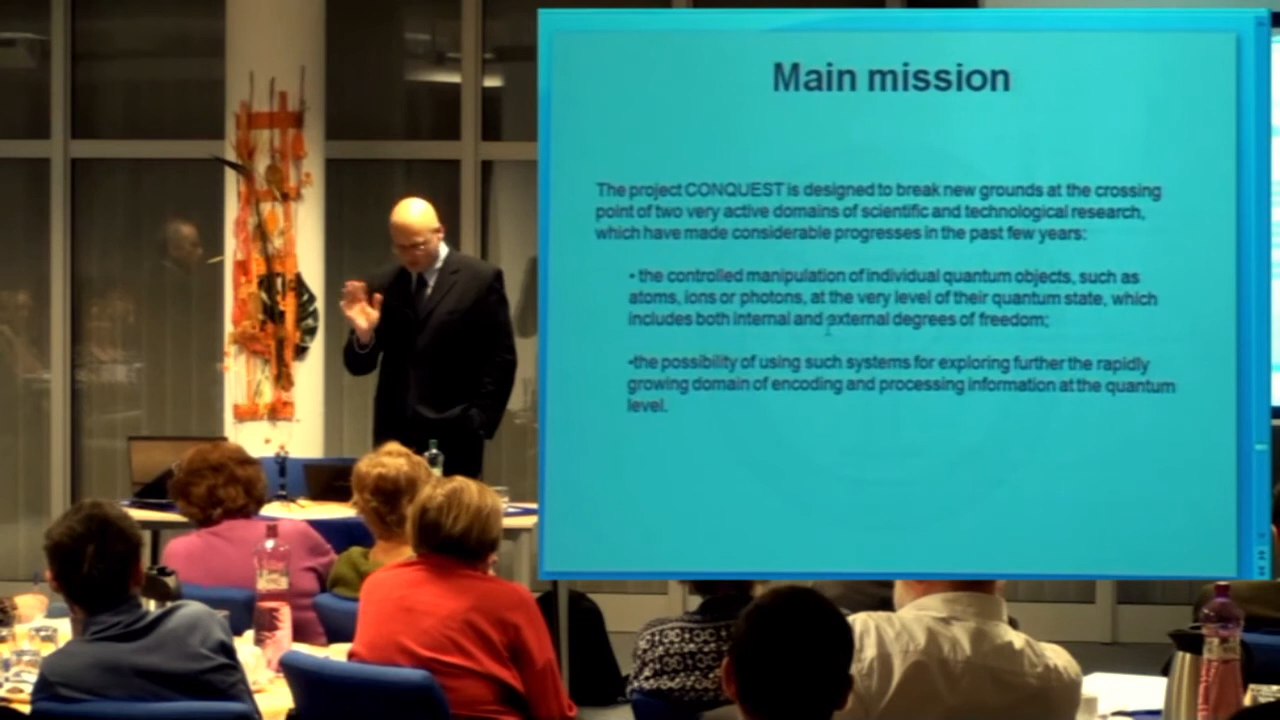 Main mission
The project CONQUEST is designed to break new grounds at the crossing
point of two very active domains of scientific and technological research,
which have made considerable progresses in the past few years:
• the controlled manipulation of individual quantum objects, such as
atoms, ions or photons, at the very level of their quantum state, which
includes both internal and external degrees of freedom;
•the possibility of using such systems for exploring further the rapidly
growing domain of encoding and processing information at the quantum
level.